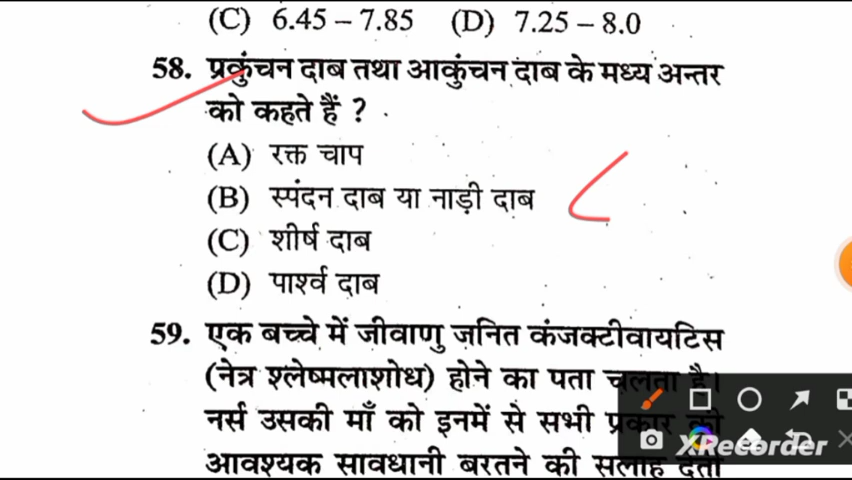 (C) 6.45 – 7.85 (D) 7.25 – 8.0
58. प्रकुंचन दाब तथा आकुंचन दाब के मध्य अन्तर
को कहते हैं ?
(A) रक्त चाप
(B) स्पंदन दाब या नाड़ी दाब
(C) शीर्ष दाब
(D) पार्श्व दाब
59. एक बच्चे में जीवाणु जनित कंजक्टीवायटिस
(नेत्र श्लेष्मलाशोध) होने का पता चलता है।
नर्स उसकी माँ को इनमें से सभी प्रकार की
आवश्यक सावधानी बरतने की सलाह देती
XRecorder